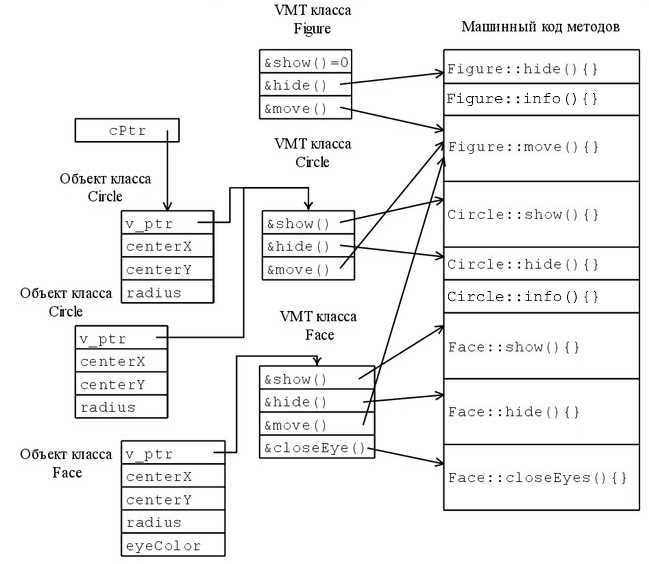 VMT класса
Figure
&show()=0
&hide()
&move()
Машинный код методов
Figure::hide(){}
Figure::info(){}
Figure::move(){}
Circle::show(){}
Circle::hide(){}
Circle::info(){}
Face::show(){}
Face::hide(){}
Face::closeEyes(){}
cPtr
VMT класса
Circle
&show()
&hide()
&move()
Объект класса
Circle
v_ptr
centerX
centerY
radius
Объект класса
Circle
v_ptr
centerX
centerY
radius
VMT класса
Face
&show()
&hide()
&move()
&closeEye()
Объект класса
Face
v_ptr
centerX
centerY
radius
eyeColor